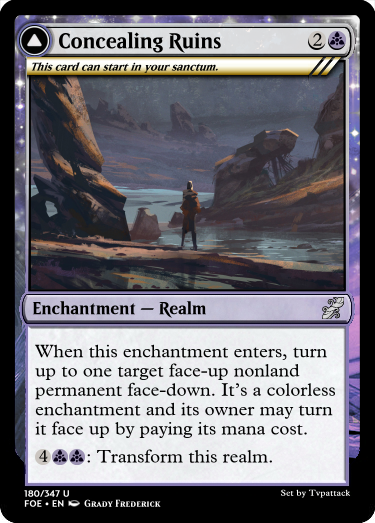 Concealing Ruins 2
This card can start in your sanctum.
Enchantment — Realm
When this enchantment enters, turn
up to one target face-up nonland
permanent face-down. It's a colorless
enchantment and its owner may turn
it face up by paying its mana cost.
4: Transform this realm.
180/347 U
FOE • EN Grady Frederick
Set by Tvpattack